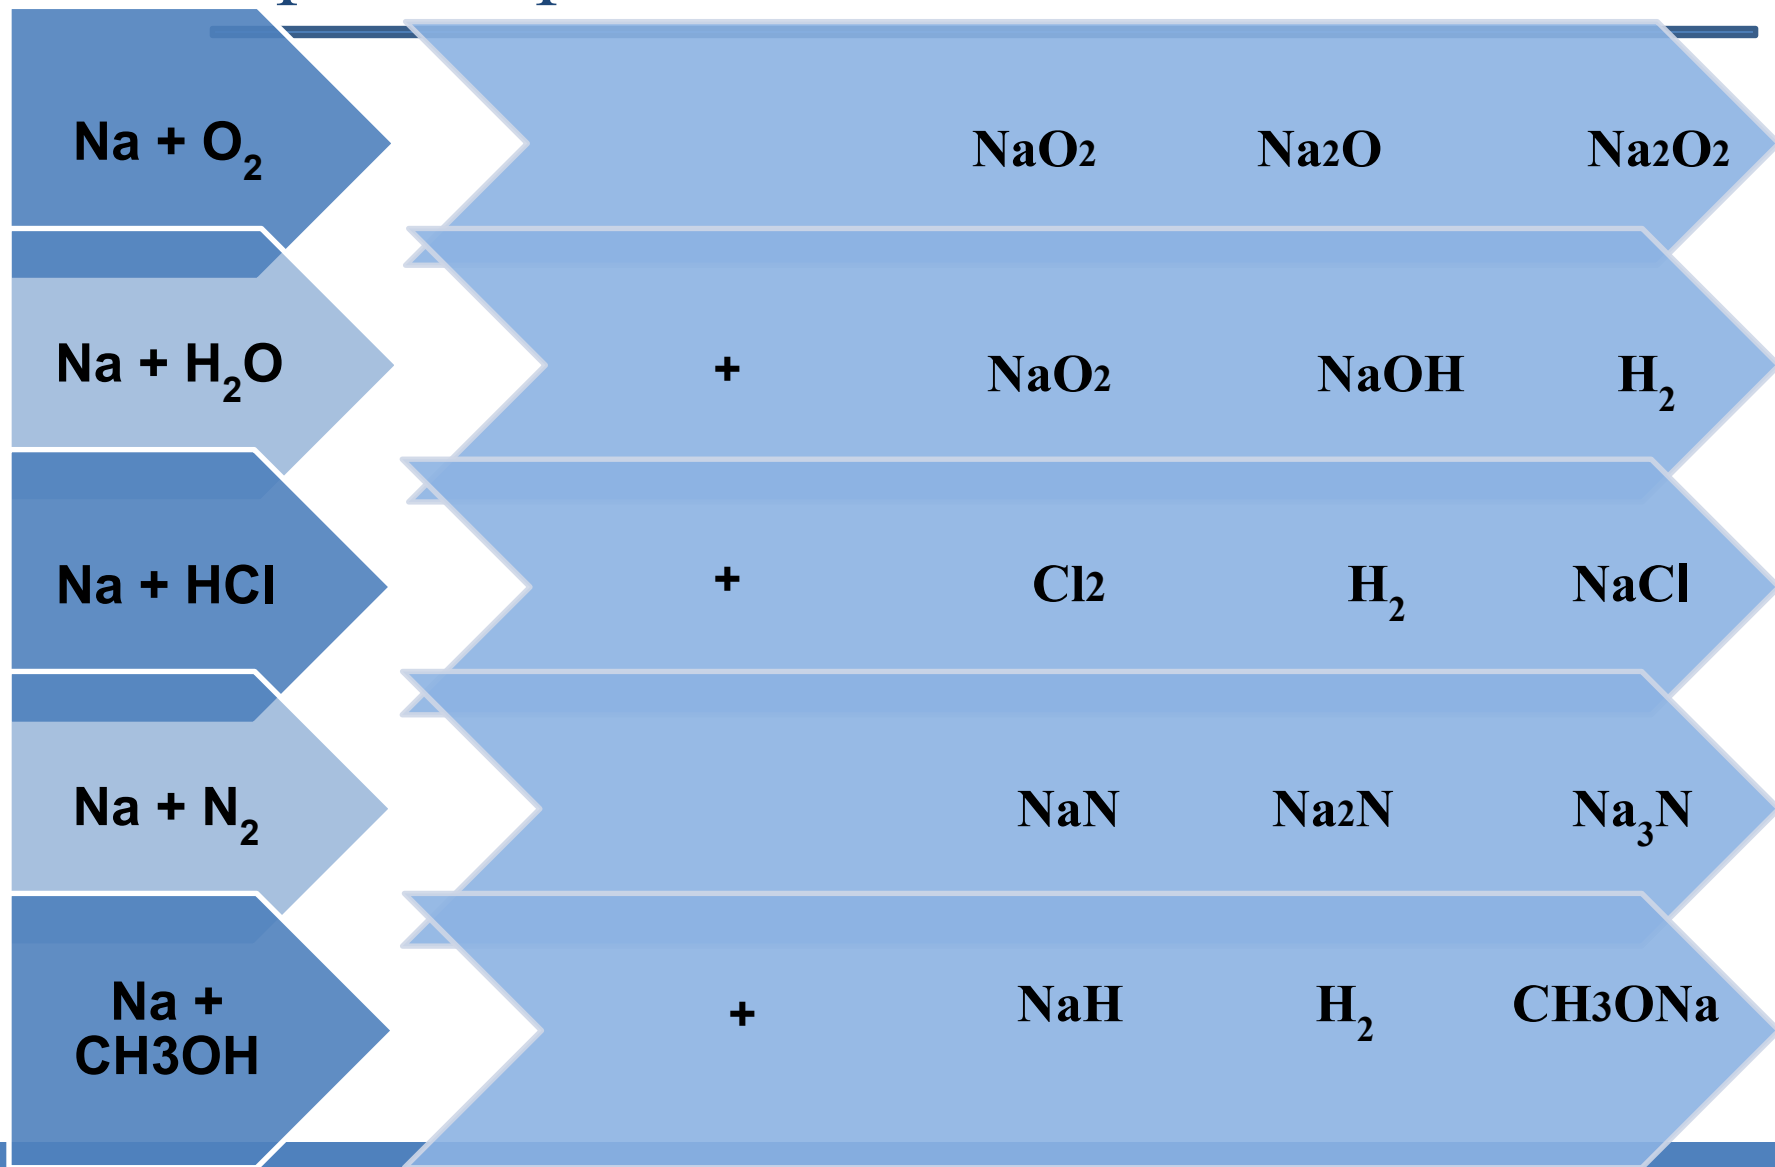 Na + O₂
NaO2 Na2O Na2O2
Na + H₂O
+ NaO2 NaOH H₂
Na + HCl
+ Cl2 H₂ NaCl
Na + N₂
NaN Na2N Na₃N
Na +
CH3OH
+ NaH H₂ CH3ONa